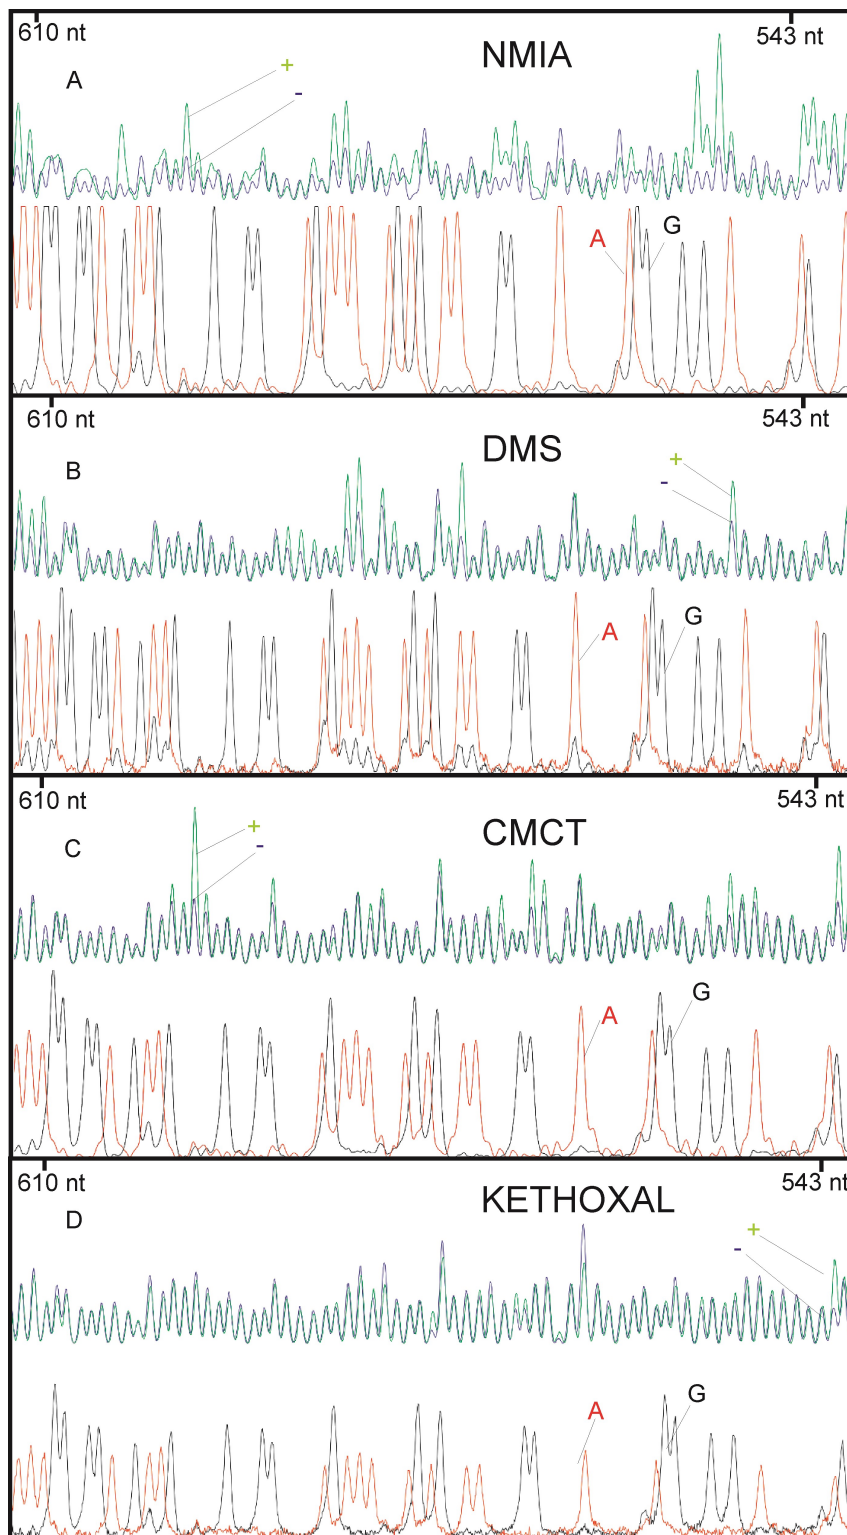 610 nt 543 nt
NMIA
A
+
-
A G
610 nt 543 nt
DMS
B
+
-
G
A
610 nt 543 nt
CMCT
C
+
-
G
A
610 nt 543 nt
KETHOXAL
D
+
-
G
A